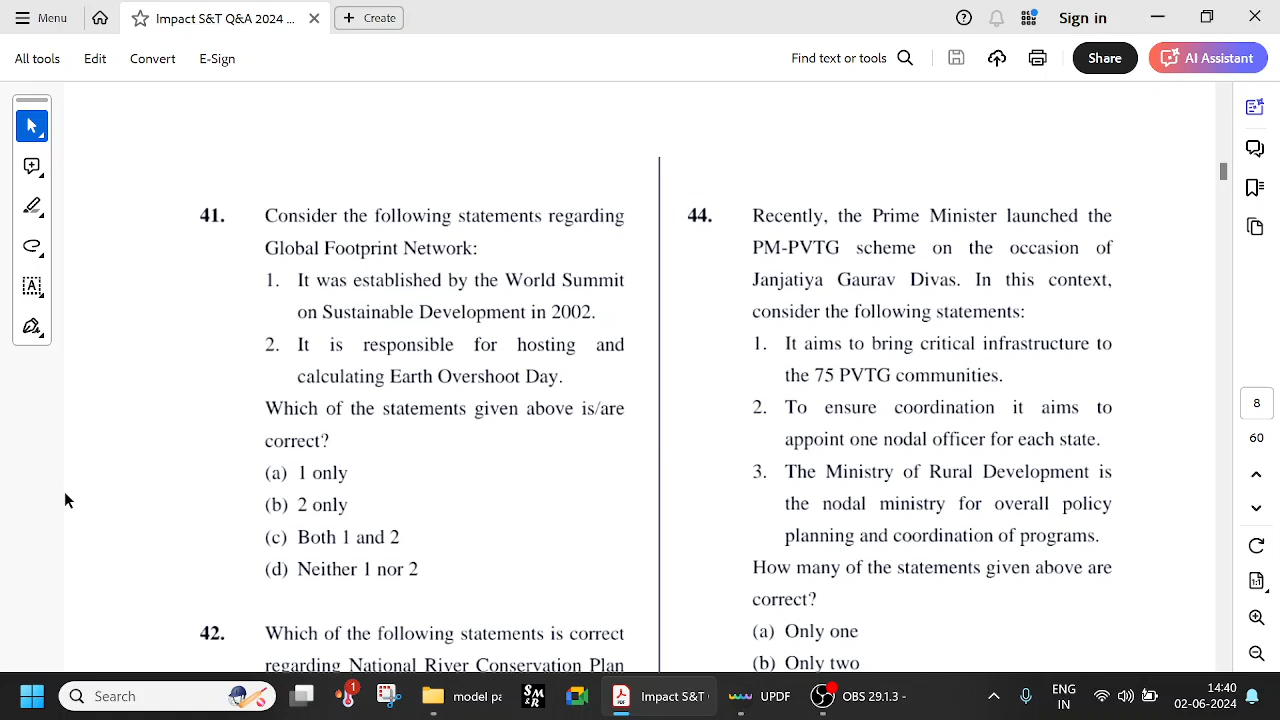 Menu
Impact S&T Q&A 2024 ...
Create
Sign in
All tools
Edit
Convert
E-Sign
Find text or tools
Share
AI Assistant
41. Consider the following statements regarding
Global Footprint Network:
1. It was established by the World Summit
on Sustainable Development in 2002.
2. It is responsible for hosting and
calculating Earth Overshoot Day.
Which of the statements given above is/are
correct?
(a) 1 only
(b) 2 only
(c) Both 1 and 2
(d) Neither 1 nor 2
42. Which of the following statements is correct
regarding National River Conservation Plan
44. Recently, the Prime Minister launched the
PM-PVTG scheme on the occasion of
Janjatiya Gaurav Divas. In this context,
consider the following statements:
1. It aims to bring critical infrastructure to
the 75 PVTG communities.
2. To ensure coordination it aims to
appoint one nodal officer for each state.
3. The Ministry of Rural Development is
the nodal ministry for overall policy
planning and coordination of programs.
How many of the statements given above are
correct?
(a) Only one
(b) Only two
8
60
1:1
Search
1
model pa
SM
&R
Impact S&T
UPDF
OBS 29.1.3 -
ENG
IN
14:40
02-06-2024